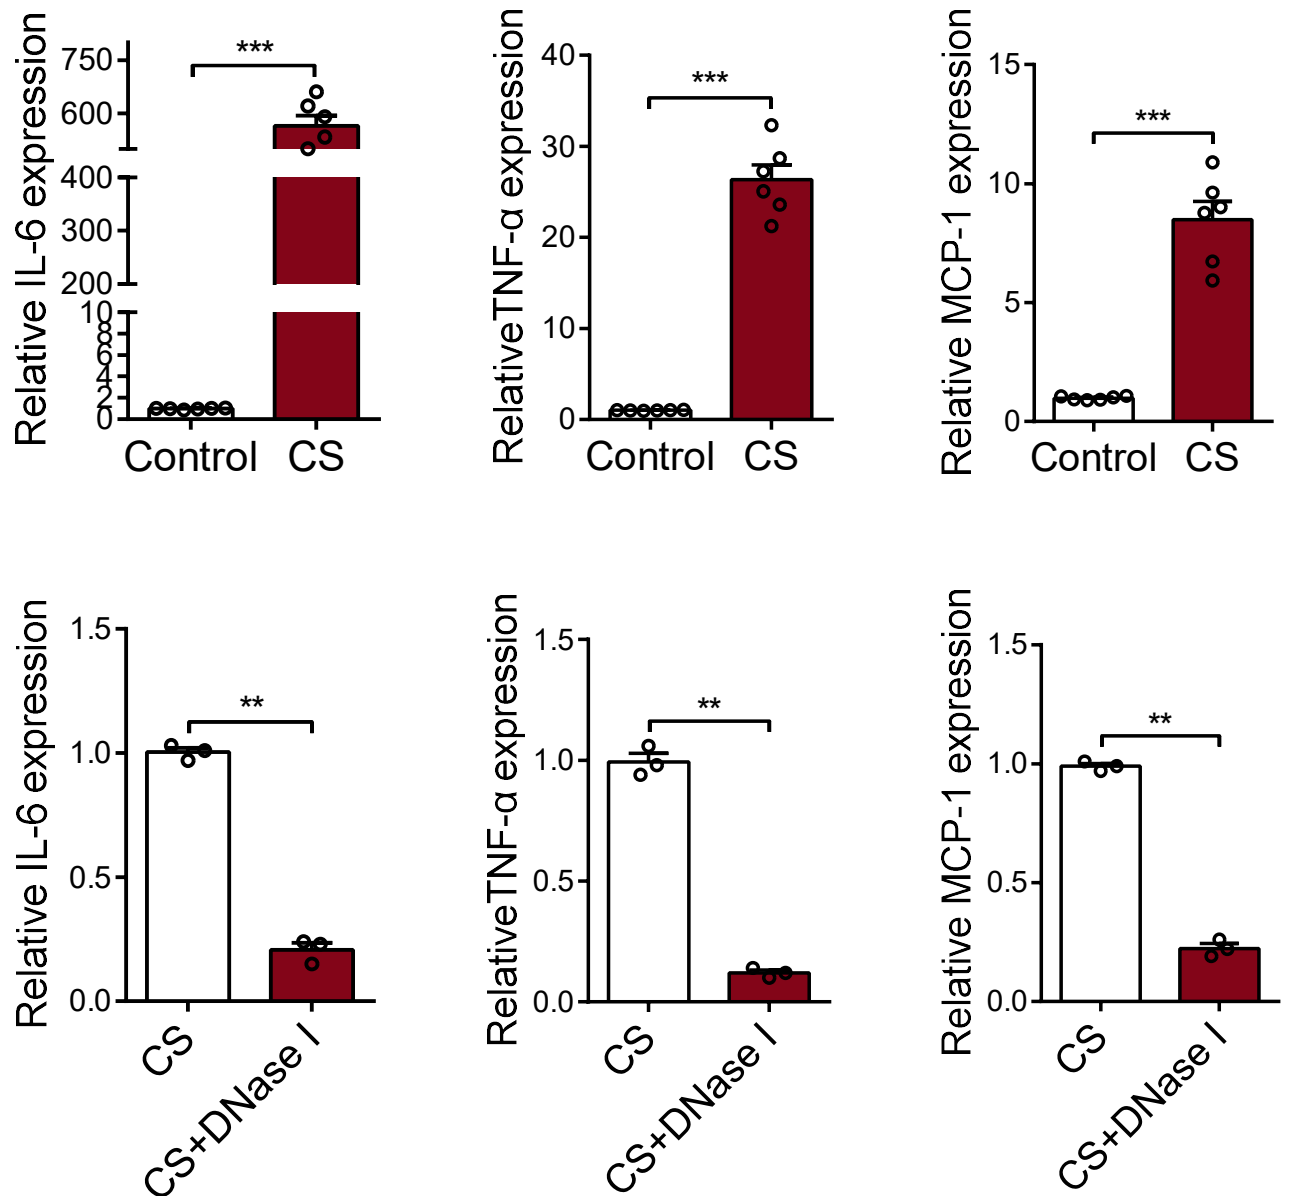 Relative IL-6 expression
750
600
400
300
200
10
8
6
4
2
0
***
Control
CS
RelativeTNF-α expression
40
30
20
10
0
***
Control
CS
Relative MCP-1 expression
15
10
5
0
***
Control
CS
Relative IL-6 expression
1.5
1.0
0.5
0.0
**
CS
CS+DNase I
RelativeTNF-α expression
1.5
1.0
0.5
0.0
**
CS
CS+DNase I
Relative MCP-1 expression
1.5
1.0
0.5
0.0
**
CS
CS+DNase I